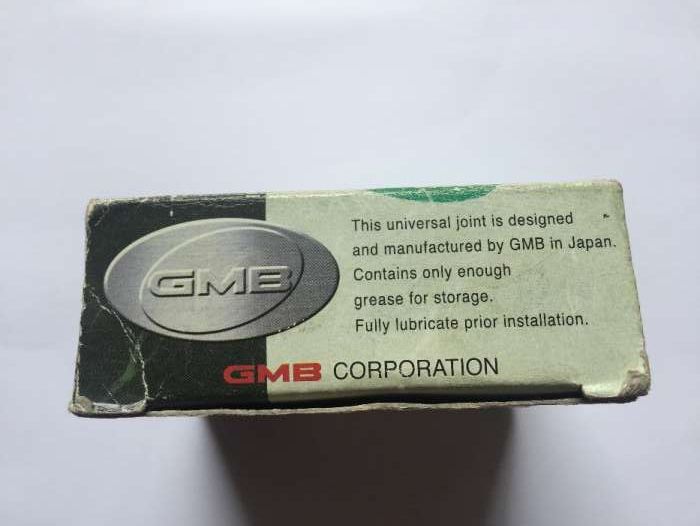 GMB
This universal joint is designed
and manufactured by GMB in Japan.
Contains only enough
grease for storage.
Fully lubricate prior installation.
GMB CORPORATION